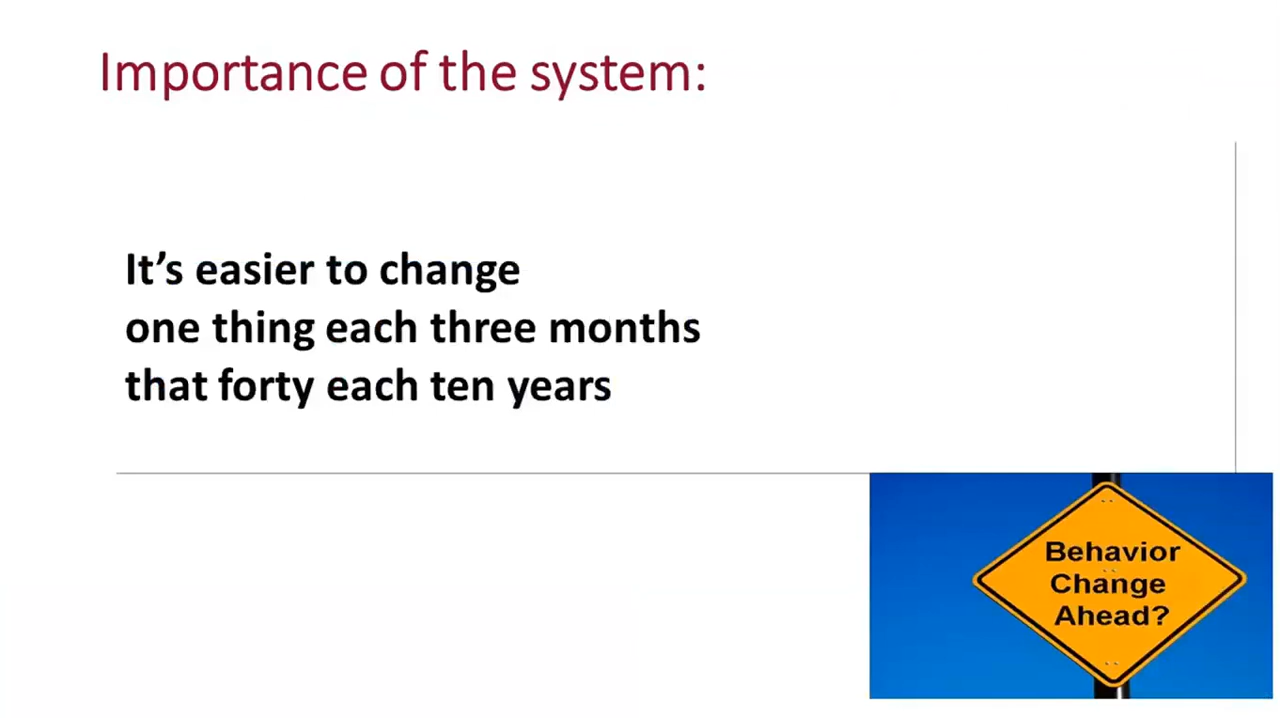 Importance of the system:
It's easier to change
one thing each three months
that forty each ten years
Behavior
Change
Ahead?